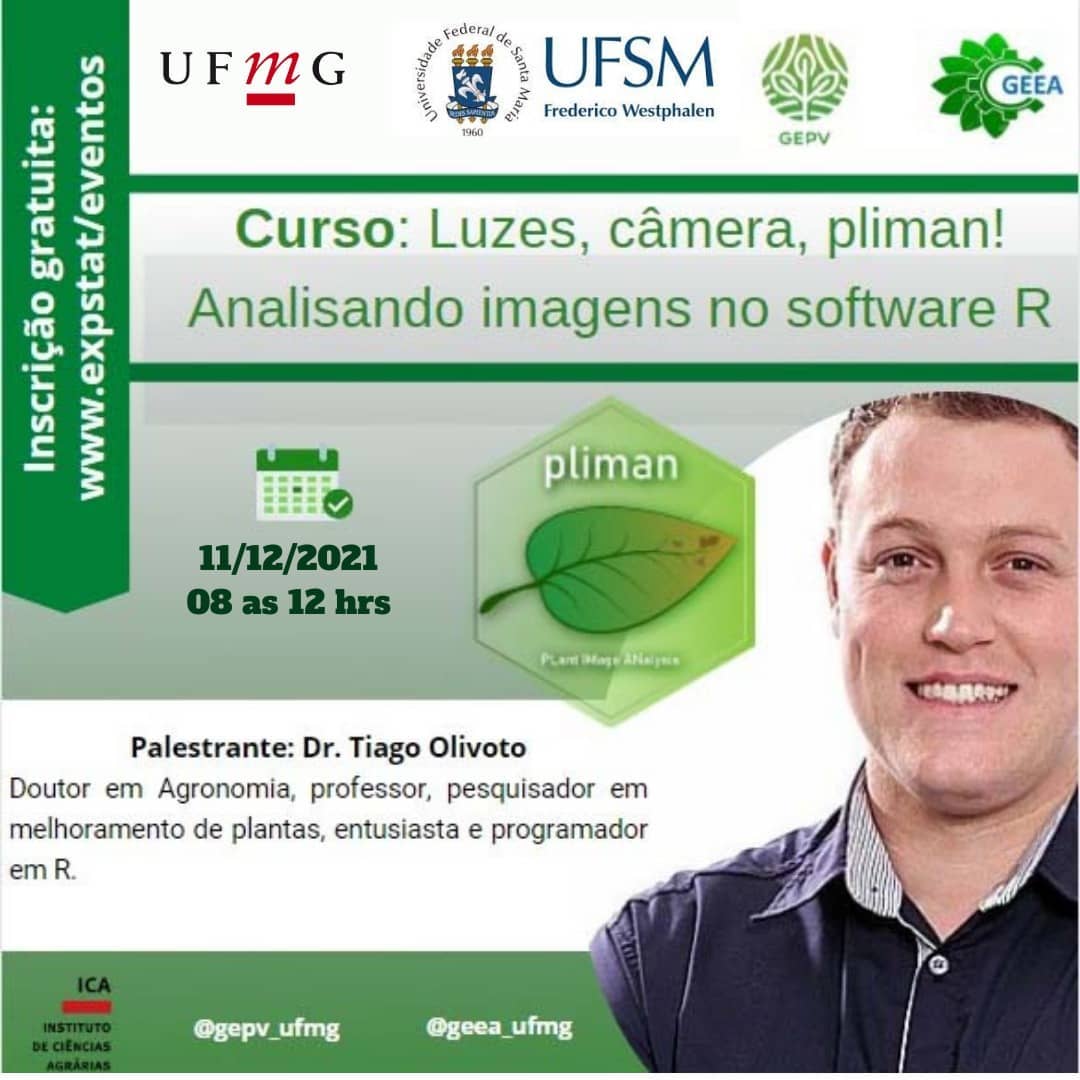 Inscrição gratuita:
www.expstat/eventos
UFmG
Universidade Federal de Santa Maria
SEDES SAPIENTIAE
1960
UFSM
Frederico Westphalen
GEPV
GEEA
Curso: Luzes, câmera, pliman!
Analisando imagens no software R
11/12/2021
08 as 12 hrs
pliman
PLant IMage ANalysis
Palestrante: Dr. Tiago Olivoto
Doutor em Agronomia, professor, pesquisador em
melhoramento de plantas, entusiasta e programador
em R.
ICA
INSTITUTO
DE CIÊNCIAS
AGRÁRIAS
@gepv_ufmg
@geea_ufmg